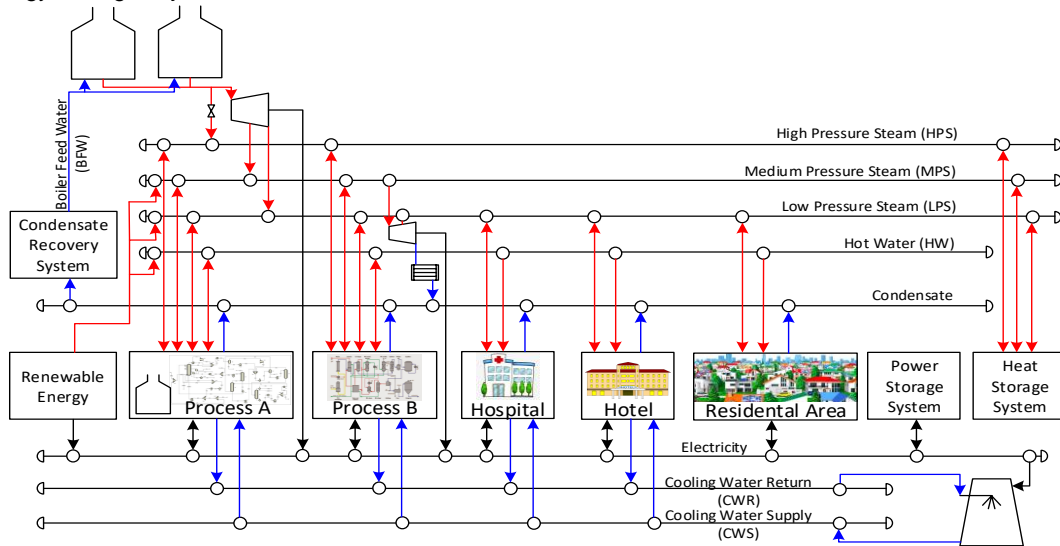 Boiler Feed Water
(BFW)
High Pressure Steam (HPS)
Medium Pressure Steam (MPS)
Low Pressure Steam (LPS)
Hot Water (HW)
Condensate
Recovery
System
Condensate
Renewable
Energy
Process A
Process B
Hospital
Hotel
Residental Area
Power
Storage
System
Heat
Storage
System
Electricity
Cooling Water Return
(CWR)
Cooling Water Supply
(CWS)